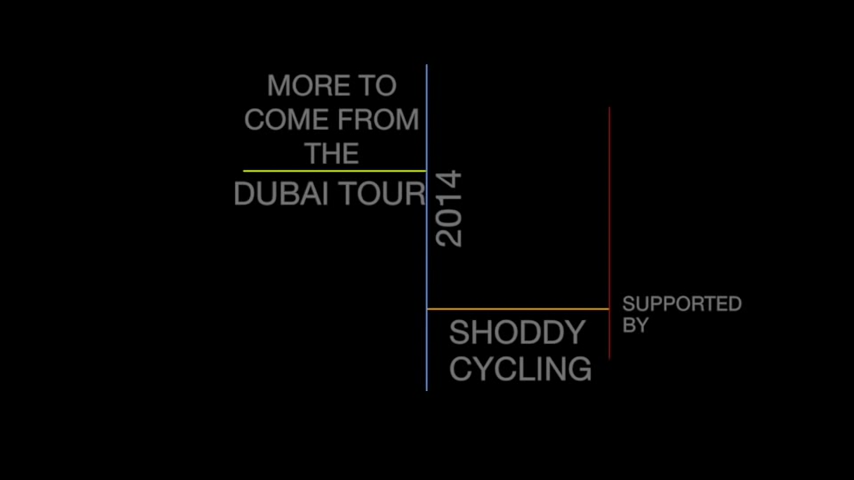 MORE TO
COME FROM
THE
DUBAI TOUR
2014
SHODDY
CYCLING
SUPPORTED
BY